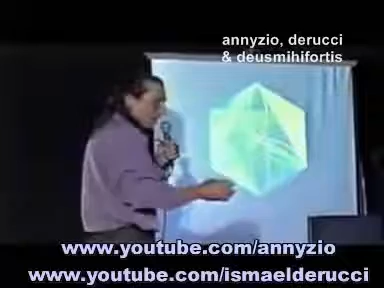 annyzio, derucci
& deusmihifortis
www.youtube.com/annyzio
www.youtube.com/ismaelderucci